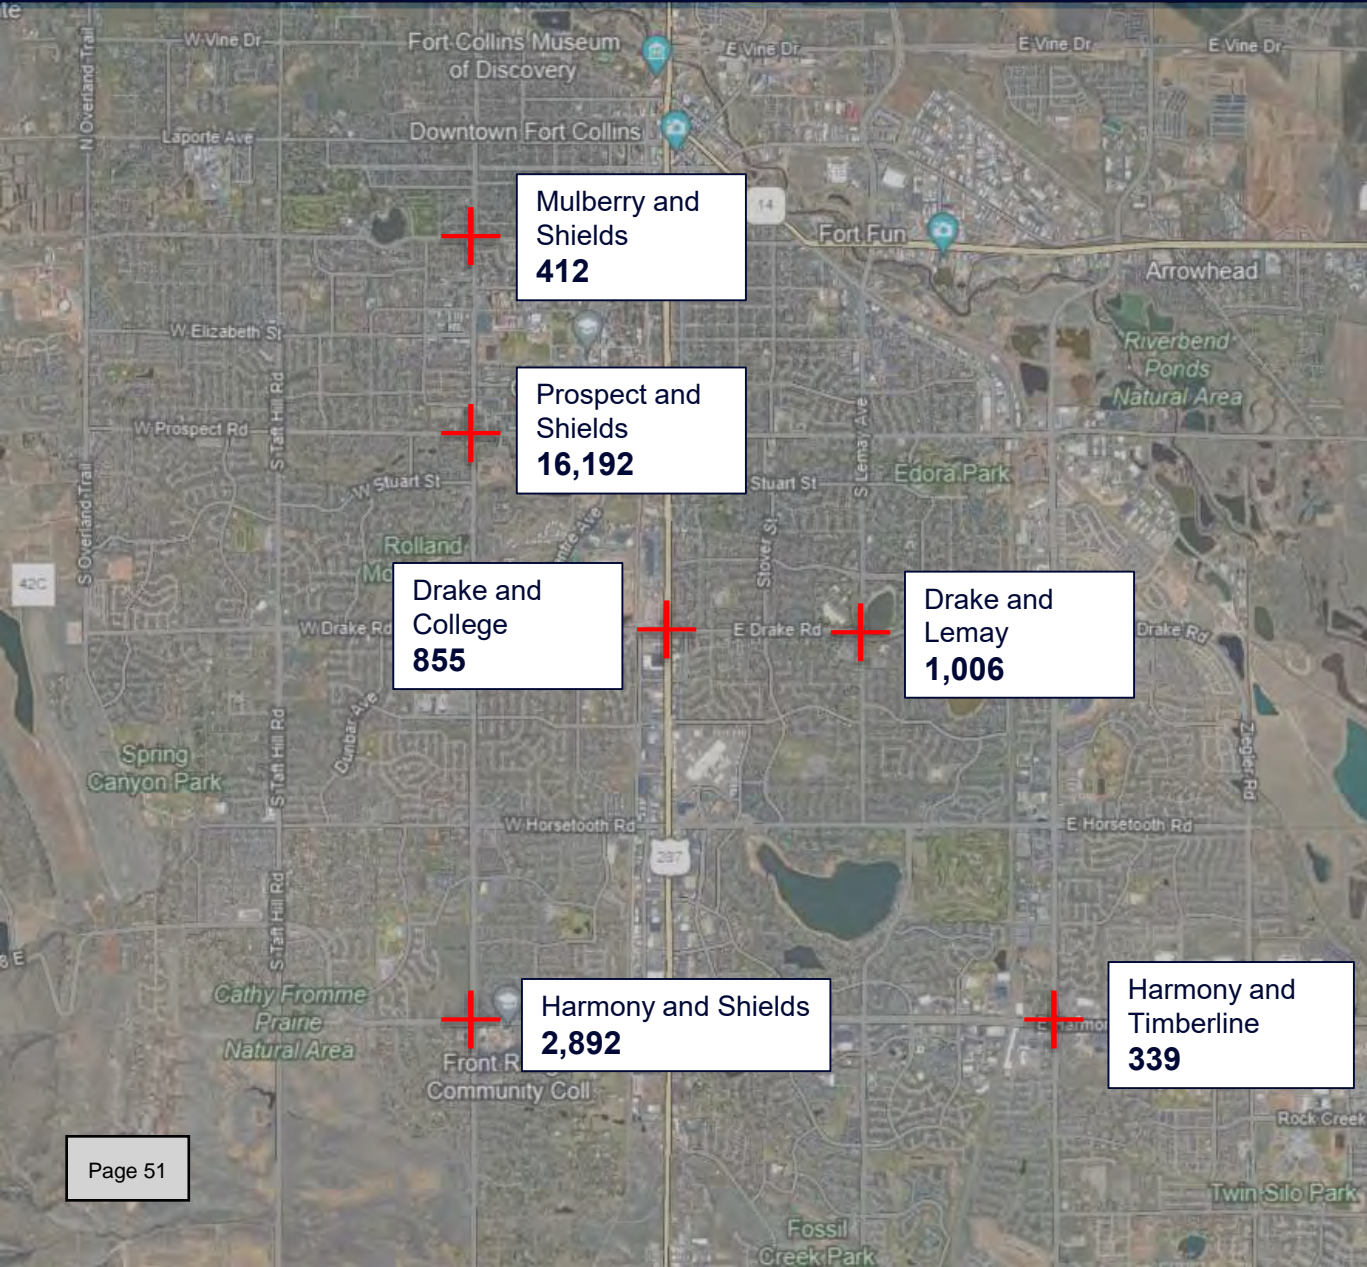 W Vine Dr
Fort Collins Museum
of Discovery
E Vine Dr
E Vine Dr
E Vine Dr
N Overland Trail
Laporte Ave
Downtown Fort Collins
Mulberry and
Shields
412
14
Fort Fun
Arrowhead
W Elizabeth St
Riverbend
Ponds
Natural Area
S Taft Hill Rd
Prospect and
Shields
16,192
W Prospect Rd
S Lemay Ave
W Stuart St
Stuart St
Edora Park
S Overland Trail
Rolland
Stover St
42C
Drake and
College
855
Drake and
Lemay
1,006
W Drake Rd
E Drake Rd
Drake Rd
Dunbar Ave
S Taft Hill Rd
Spring
Canyon Park
Ziegler Rd
W Horsetooth Rd
E Horsetooth Rd
287
S Taft Hill Rd
8 E
Cathy Fromme
Prairie
Natural Area
Harmony and Shields
2,892
Harmony and
Timberline
339
Front R
Community Coll
Rock Creek
Page 51
Twin Silo Park
Fossil
Creek Park